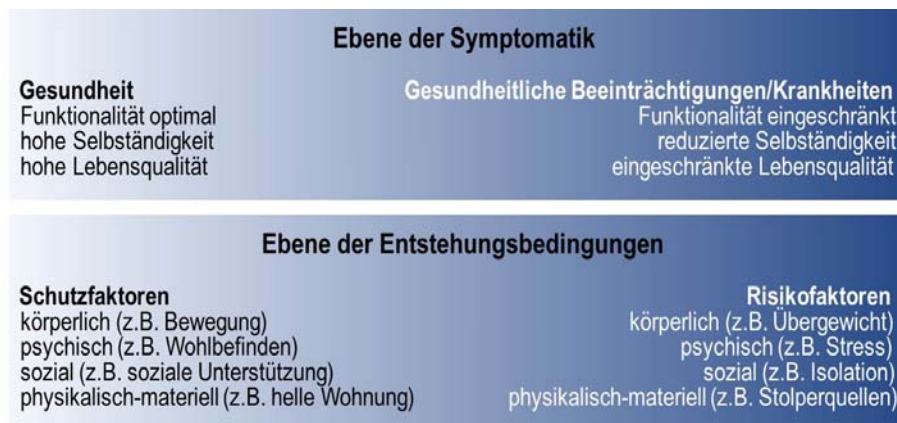 Ebene der Symptomatik
Gesundheit
Funktionalität optimal
hohe Selbständigkeit
hohe Lebensqualität
Gesundheitliche Beeinträchtigungen/Krankheiten
Funktionalität eingeschränkt
reduzierte Selbständigkeit
eingeschränkte Lebensqualität
Ebene der Entstehungsbedingungen
Schutzfaktoren
körperlich (z.B. Bewegung)
psychisch (z.B. Wohlbefinden)
sozial (z.B. soziale Unterstützung)
physikalisch-materiell (z.B. helle Wohnung)
Risikofaktoren
körperlich (z.B. Übergewicht)
psychisch (z.B. Stress)
sozial (z.B. Isolation)
physikalisch-materiell (z.B. Stolperquellen)